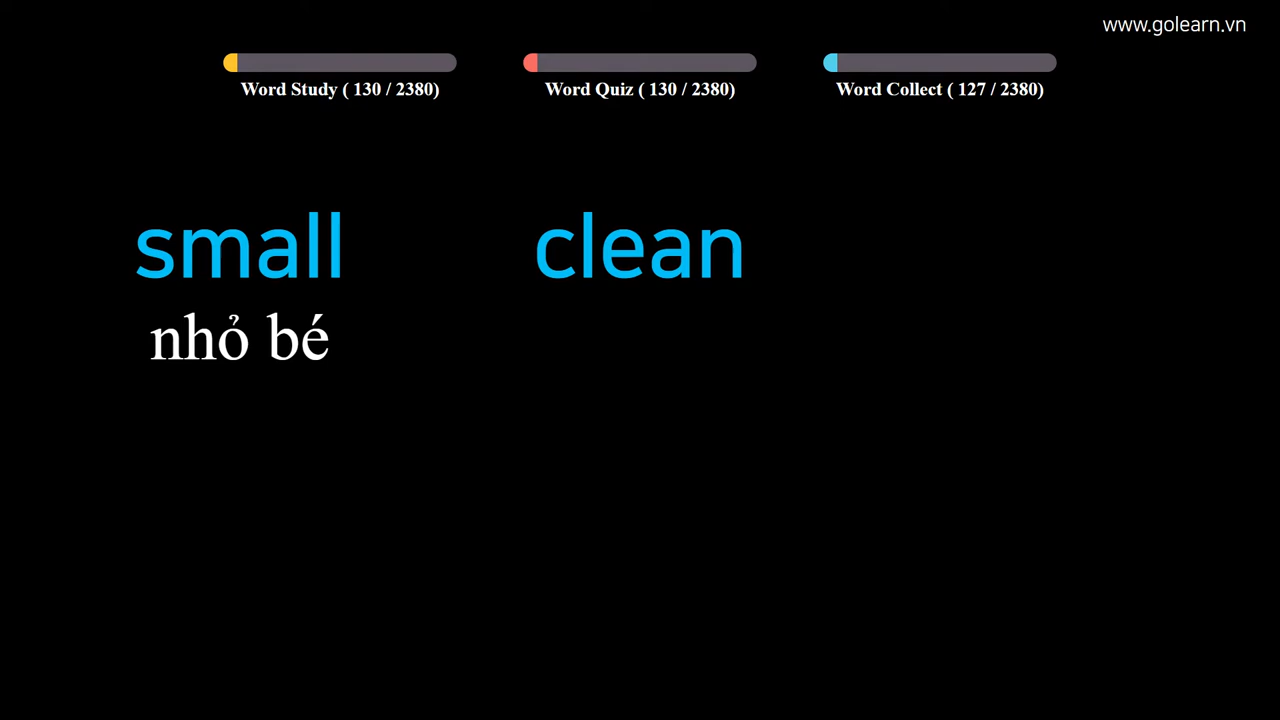 www.golearn.vn
Word Study ( 130 / 2380)
Word Quiz ( 130 / 2380)
Word Collect ( 127 / 2380)
small
clean
nhỏ bé